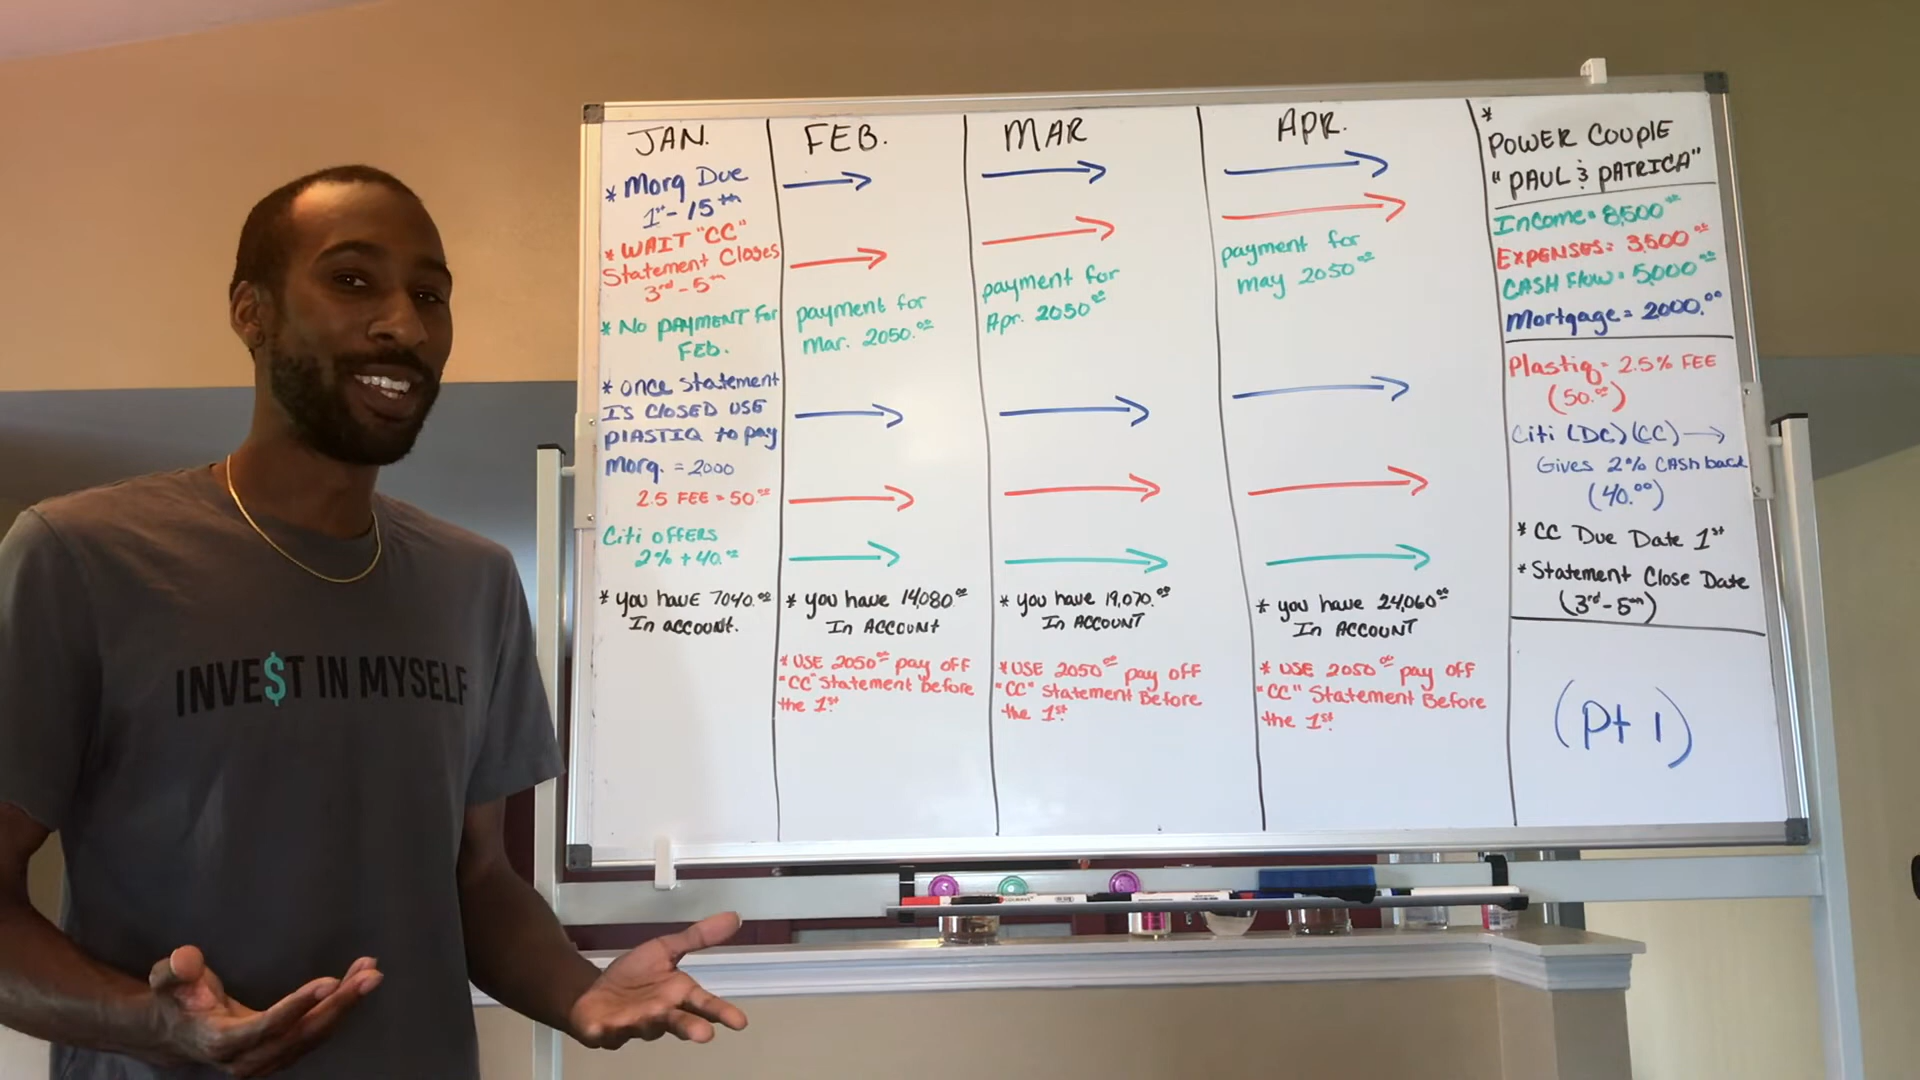 JAN.
* Morg Due
1st - 15th
* WAIT "CC"
Statement Closes
3rd - 5th
* No PAYMENT For
FEB.
* once Statement
IS CLOSED USE
PLASTIQ to pay
Morg. = 2000
2.5 FEE = 50.00
Citi OFFERS
2% + 40.00
* you have 7040.00
In account.
FEB.
payment for
Mar. 2050.00
* you have 14,080.00
In ACCOUNT
* USE 2050.00 pay off
"CC" Statement Before
the 1st
MAR
payment for
Apr. 2050.00
* you have 19,070.00
In ACCOUNT
* USE 2050.00 pay off
"CC" Statement Before
the 1st
APR.
payment for
may 2050.00
* you have 24,060.00
In ACCOUNT
* USE 2050.00 pay off
"CC" Statement Before
the 1st
*
POWER COUPLE
"PAUL & PATRICA"
Income = 8,500.00
EXPENSES = 3,500.00
CASH FLOW = 5,000.00
Mortgage = 2,000.00
Plastiq - 2.5% FEE
(50.00)
Citi (DC) (CC) →
Gives 2% CASH back
(40.00)
* CC Due Date 1st
* Statement Close Date
(3rd - 5th)
(Pt 1)
INVE$T IN MYSELF